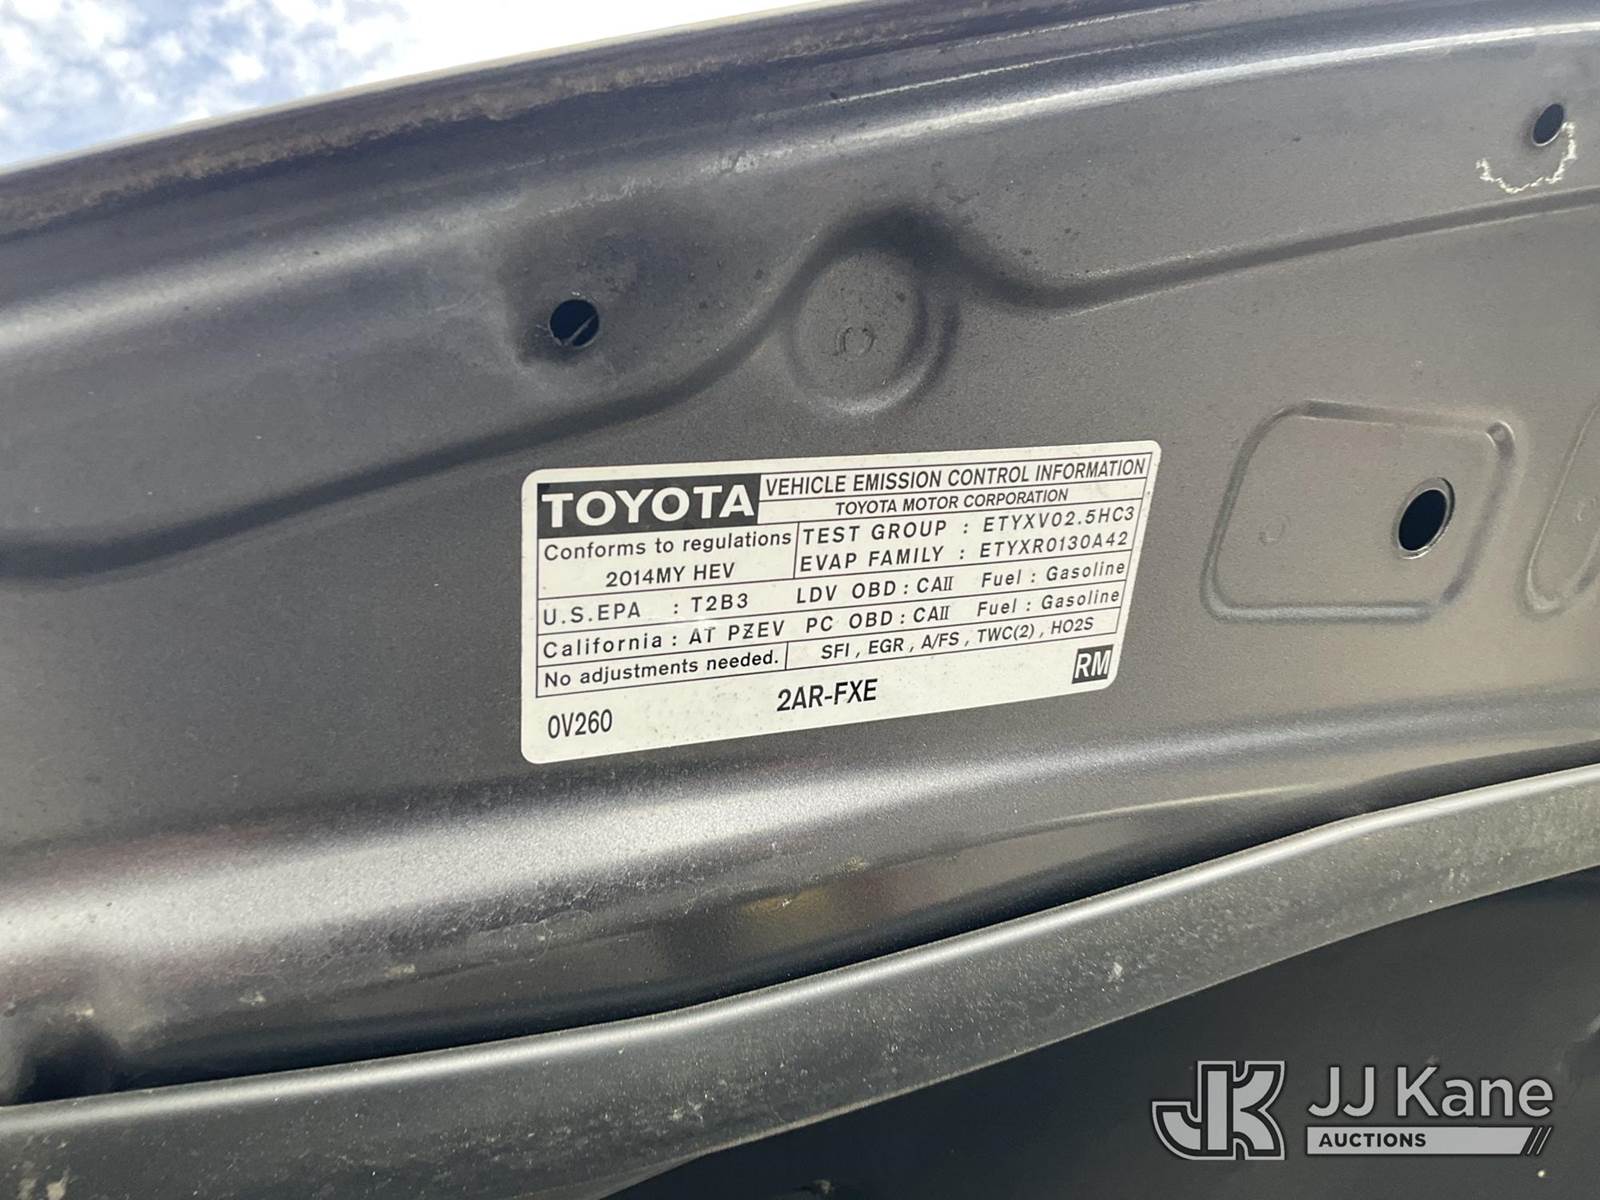 TOYOTA VEHICLE EMISSION CONTROL INFORMATION
TOYOTA MOTOR CORPORATION
Conforms to regulations TEST GROUP : ETYXV02.5HC3
2014MY HEV EVAP FAMILY : ETYXR0130A42
U.S.EPA : T2B3 LDV OBD : CAII Fuel : Gasoline
California : AT PZEV PC OBD : CAII Fuel : Gasoline
No adjustments needed. SFI , EGR , A/FS , TWC(2) , HO2S
0V260 2AR-FXE RM
JK JJ Kane
AUCTIONS